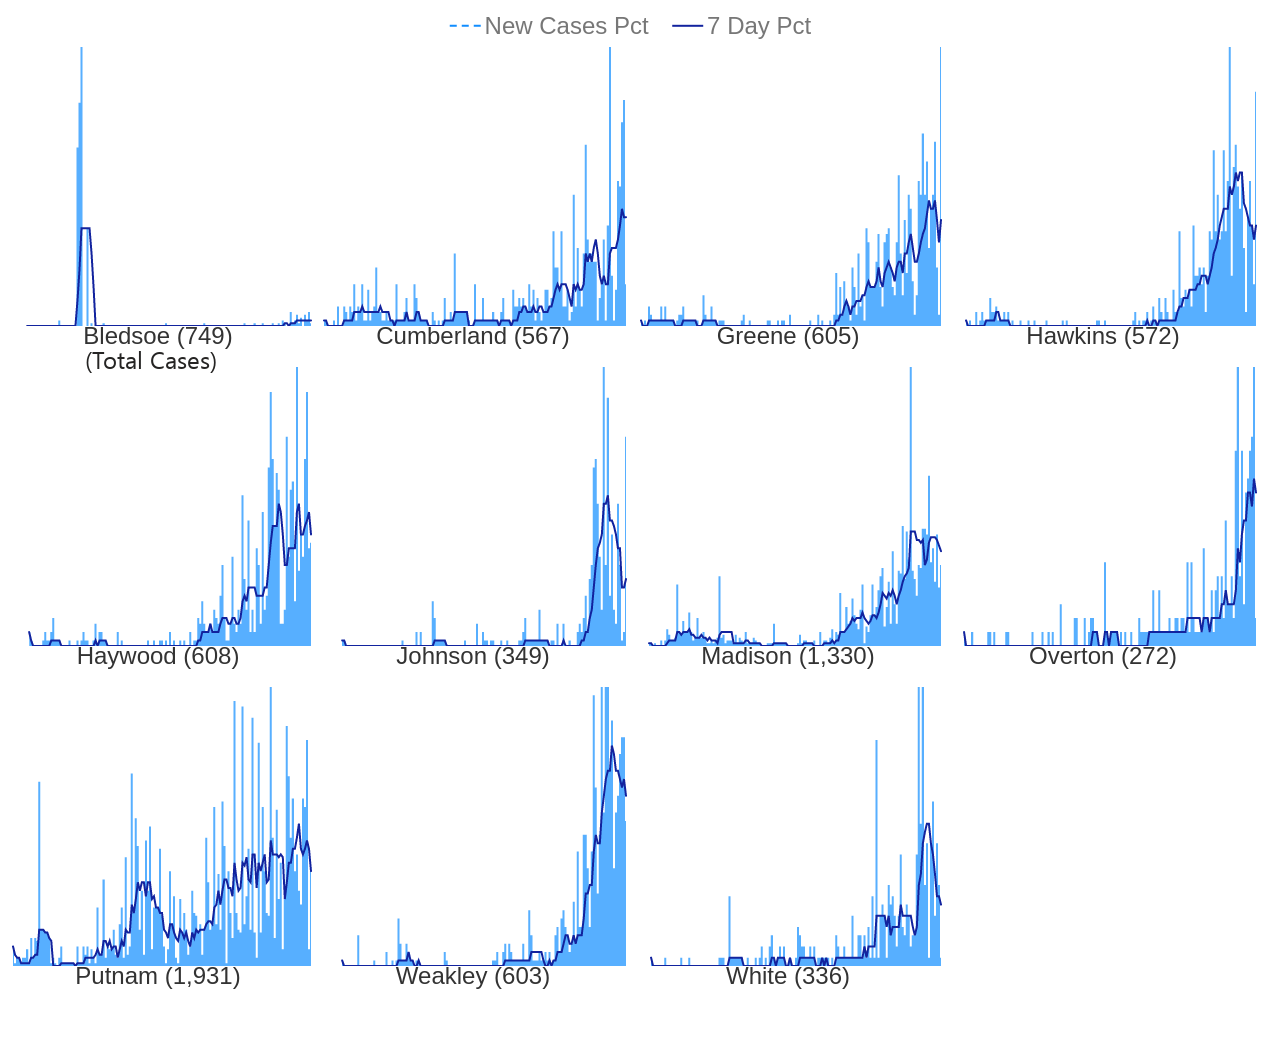 New Cases Pct 7 Day Pct
Bledsoe (749) Cumberland (567) Greene (605) Hawkins (572)
(Total Cases)
Haywood (608) Johnson (349) Madison (1,330) Overton (272)
Putnam (1,931) Weakley (603) White (336)